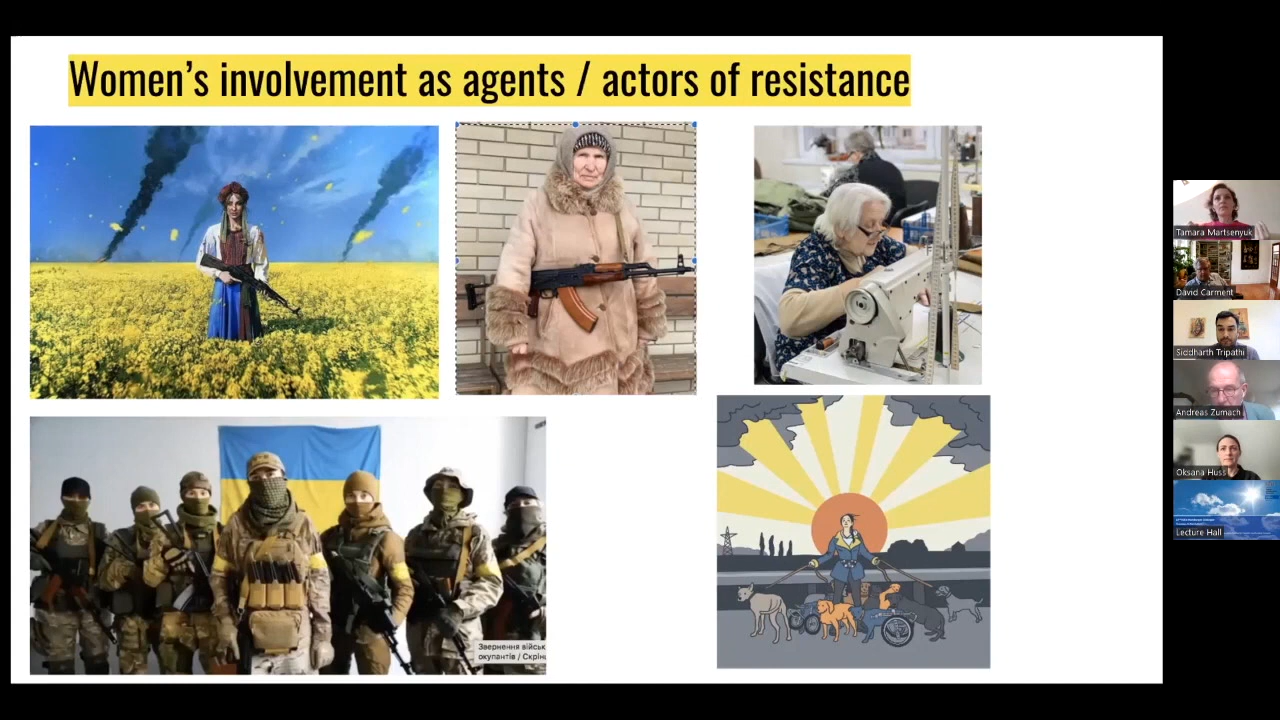 Women’s involvement as agents / actors of resistance
Звернення військ
окупантів / Скрін
Tamara Martsenyuk
David Carment
Siddharth Tripathi
Andreas Zumach
Oksana Huss
Lecture Hall